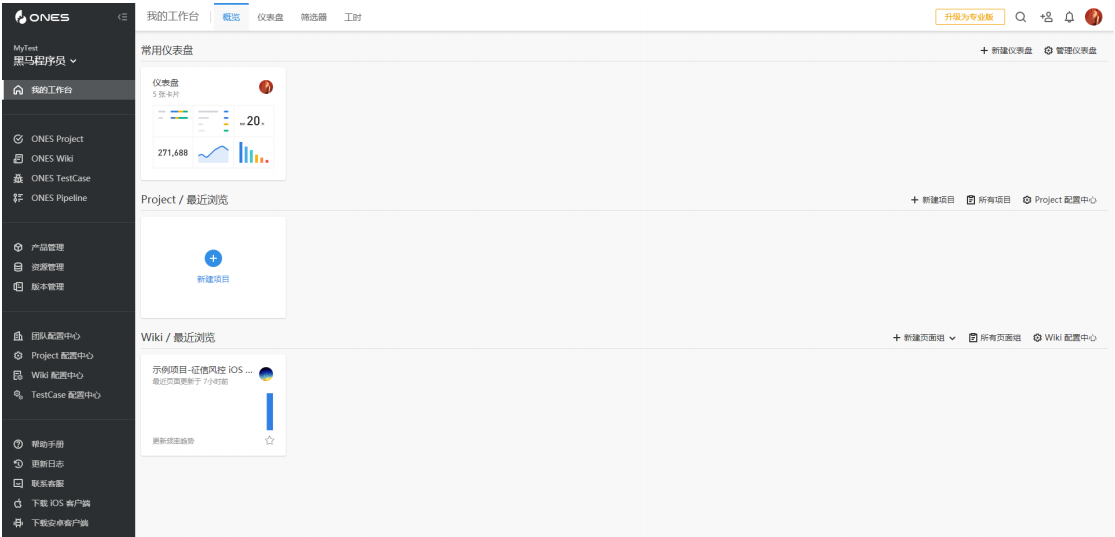 ONES
MyTest
黑马程序员
我的工作台
ONES Project
ONES Wiki
ONES TestCase
ONES Pipeline
产品管理
资源管理
版本管理
团队配置中心
Project 配置中心
Wiki 配置中心
TestCase 配置中心
帮助手册
更新日志
联系客服
下载 iOS 客户端
下载安卓客户端
我的工作台 概览 仪表盘 筛选器 工时 升级为专业版
常用仪表盘 新建仪表盘 管理仪表盘
仪表盘
5 张卡片
20
271,688
Project / 最近浏览 新建项目 所有项目 Project 配置中心
新建项目
Wiki / 最近浏览 新建页面组 所有页面组 Wiki 配置中心
示例项目-征信风控 iOS ...
最近页面更新于 7小时前
更新频率趋势